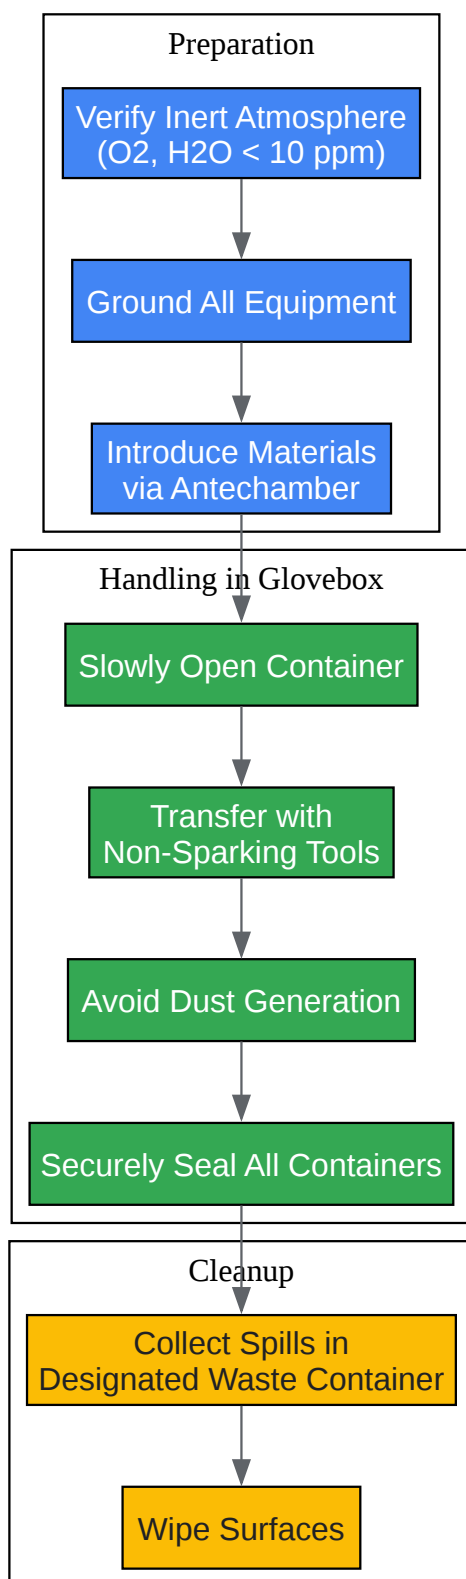 Preparation
Verify Inert Atmosphere
(O2, H2O < 10 ppm)
Ground All Equipment
Introduce Materials
via Antechamber
Handling in Glovebox
Slowly Open Container
Transfer with
Non-Sparking Tools
Avoid Dust Generation
Securely Seal All Containers
Cleanup
Collect Spills in
Designated Waste Container
Wipe Surfaces